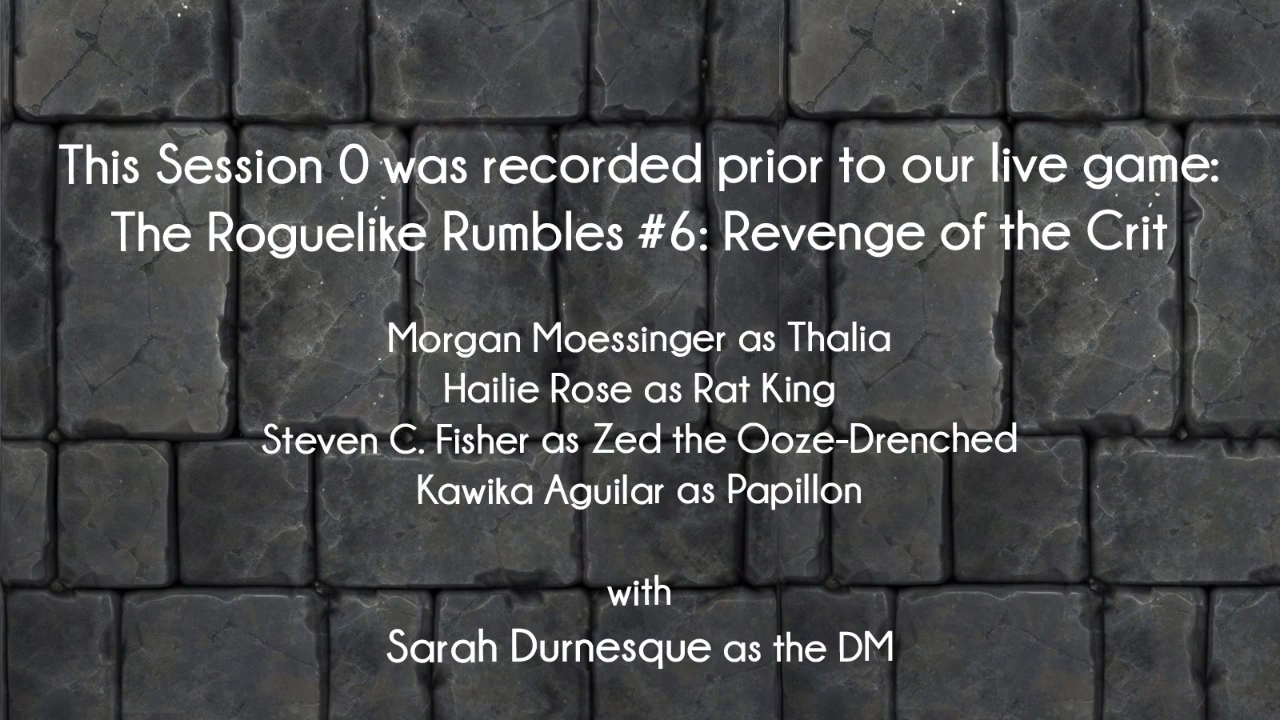 This Session 0 was recorded prior to our live game:
The Roguelike Rumbles #6: Revenge of the Crit
Morgan Moessinger as Thalia
Hailie Rose as Rat King
Steven C. Fisher as Zed the Ooze-Drenched
Kawika Aguilar as Papillon
with
Sarah Durnesque as the DM